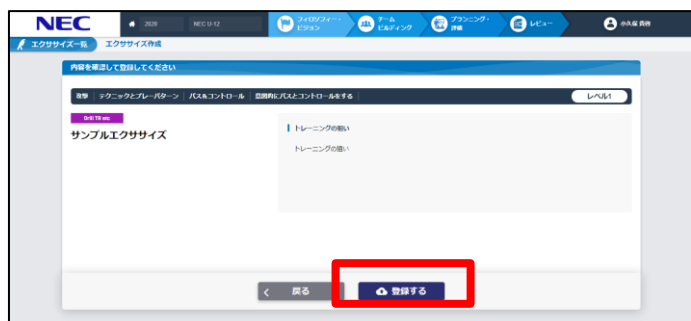 NEC
2020
NEC U-12
フィロソフィー・
ビジョン
チーム
ビルディング
プランニング・
評価
レビュー
エクササイズ一覧
エクササイズ作成
内容を確認して登録してください
攻撃
テクニックとプレーパターン
パス&コントロール
意図的にパスとコントロールをする
レベル1
Drill TR etc
サンプルエクササイズ
トレーニングの狙い
トレーニングの狙い
戻る
登録する